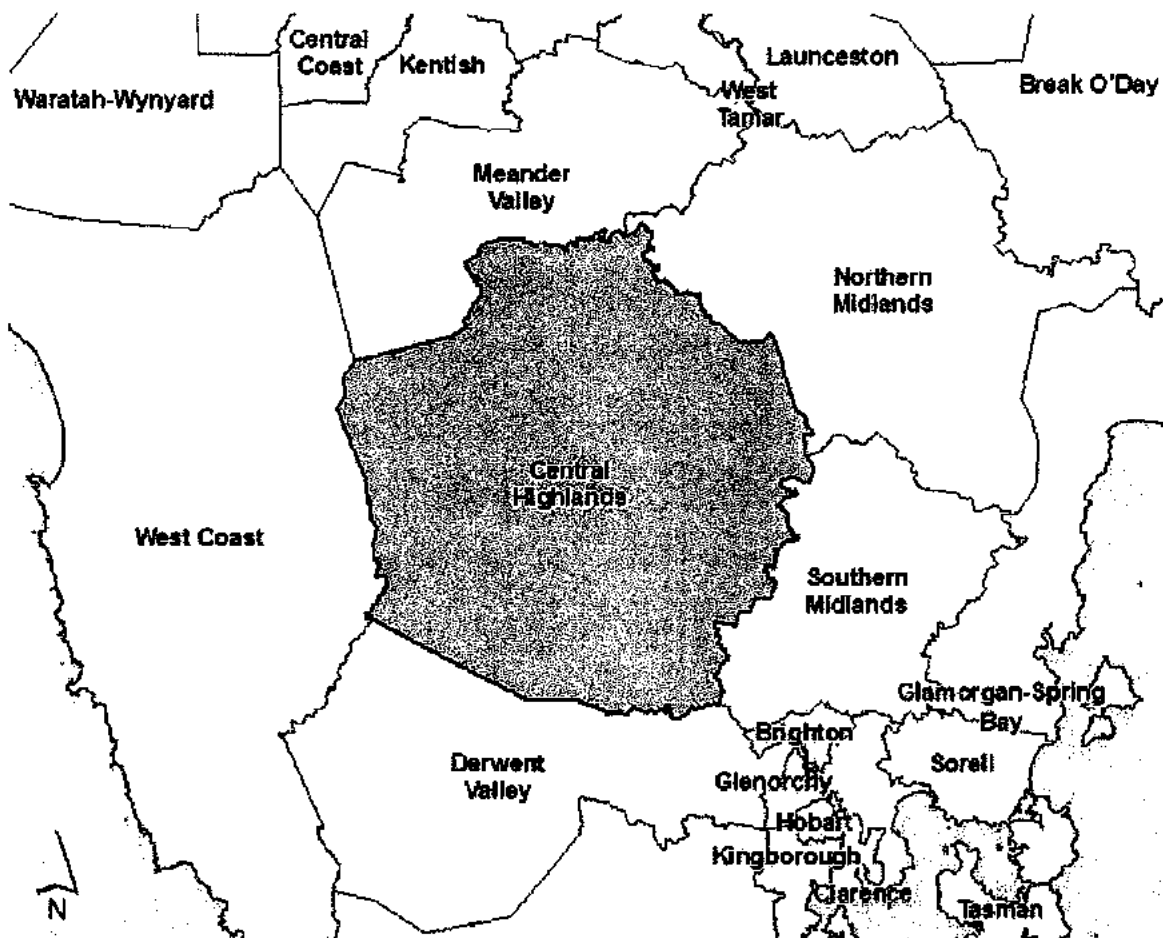 Central
Coast
Kentish
Launceston
Waratah-Wynyard
West
Tamar
Break O'Day
Meander
Valley
Northern
Midlands
Central
Highlands
West Coast
Southern
Midlands
Glamorgan-Spring
Bay
Brighton
Sorell
Derwent
Valley
Glenorchy
Hobart
Kingborough
Clarence
Tasman
N